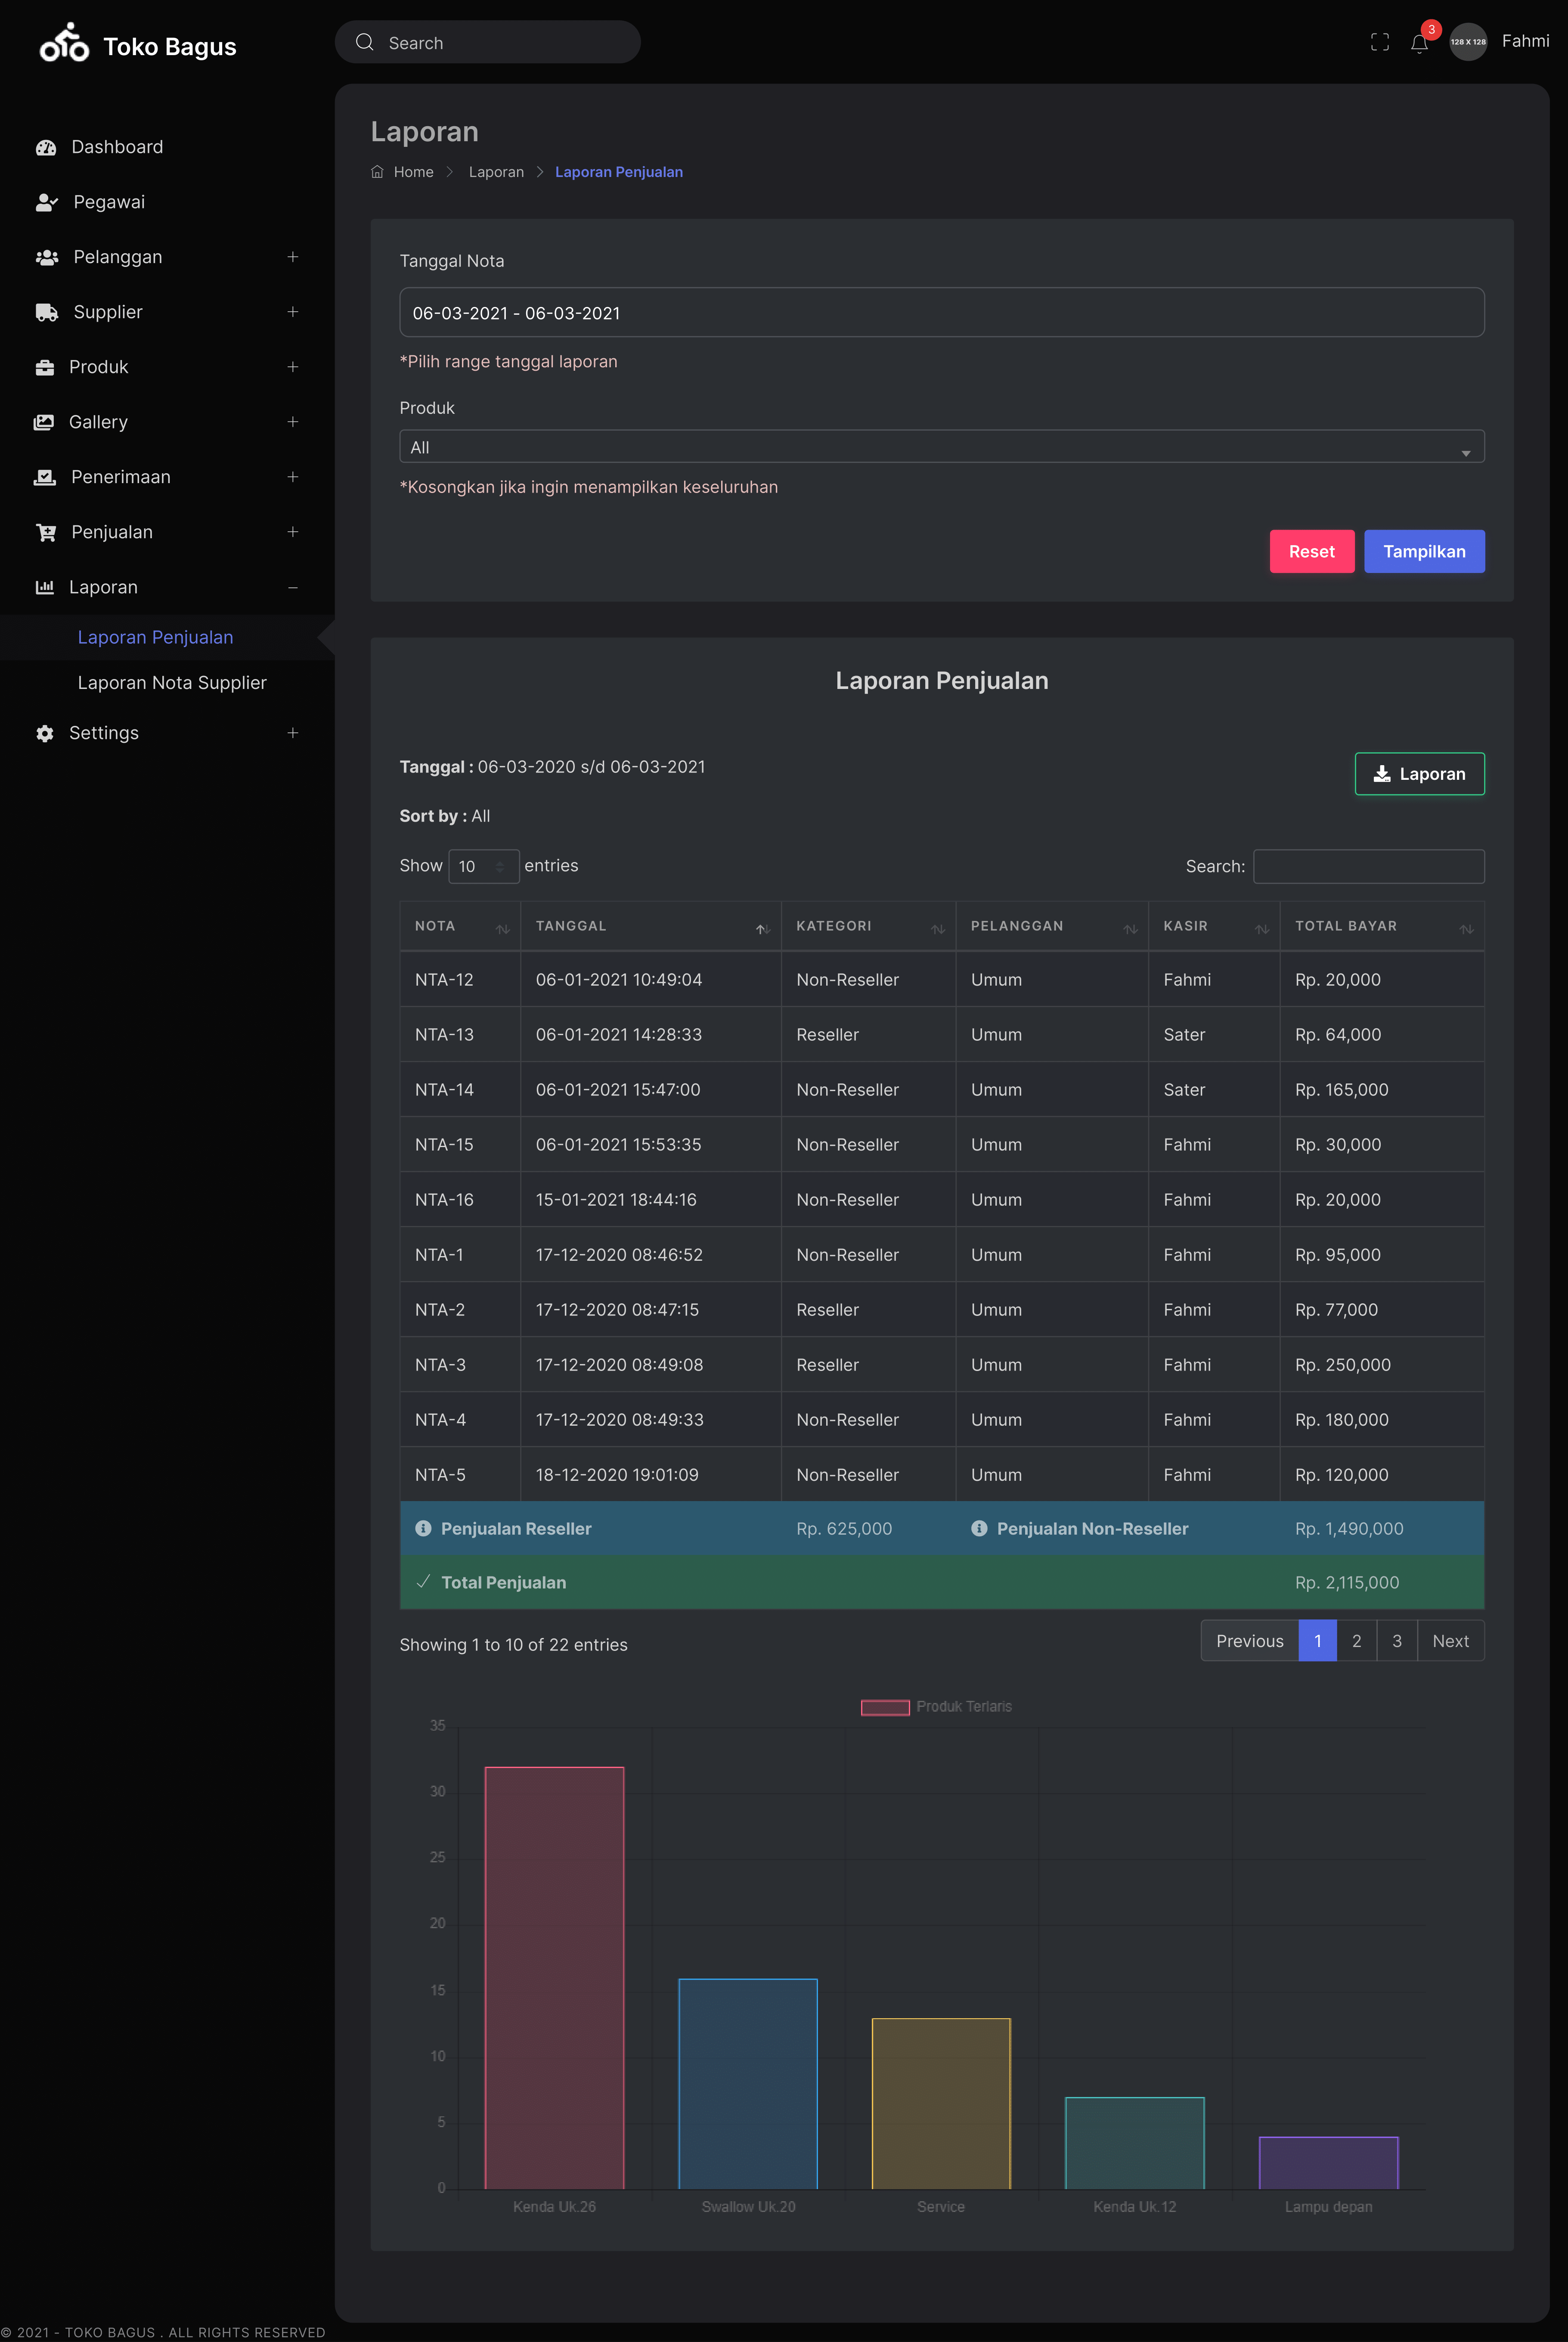 Toko Bagus
Search
3
128 X 128
Fahmi
Dashboard
Pegawai
Pelanggan
Supplier
Produk
Gallery
Penerimaan
Penjualan
Laporan
Laporan Penjualan
Laporan Nota Supplier
Settings
Laporan
Home Laporan Laporan Penjualan
Tanggal Nota
06-03-2021 - 06-03-2021
*Pilih range tanggal laporan
Produk
All
*Kosongkan jika ingin menampilkan keseluruhan
Reset Tampilkan
Laporan Penjualan
Tanggal : 06-03-2020 s/d 06-03-2021
Laporan
Sort by : All
Show 10 entries
Search:
NOTA TANGGAL KATEGORI PELANGGAN KASIR TOTAL BAYAR
NTA-12 06-01-2021 10:49:04 Non-Reseller Umum Fahmi Rp. 20,000
NTA-13 06-01-2021 14:28:33 Reseller Umum Sater Rp. 64,000
NTA-14 06-01-2021 15:47:00 Non-Reseller Umum Sater Rp. 165,000
NTA-15 06-01-2021 15:53:35 Non-Reseller Umum Fahmi Rp. 30,000
NTA-16 15-01-2021 18:44:16 Non-Reseller Umum Fahmi Rp. 20,000
NTA-1 17-12-2020 08:46:52 Non-Reseller Umum Fahmi Rp. 95,000
NTA-2 17-12-2020 08:47:15 Reseller Umum Fahmi Rp. 77,000
NTA-3 17-12-2020 08:49:08 Reseller Umum Fahmi Rp. 250,000
NTA-4 17-12-2020 08:49:33 Non-Reseller Umum Fahmi Rp. 180,000
NTA-5 18-12-2020 19:01:09 Non-Reseller Umum Fahmi Rp. 120,000
Penjualan Reseller Rp. 625,000 Penjualan Non-Reseller Rp. 1,490,000
Total Penjualan Rp. 2,115,000
Showing 1 to 10 of 22 entries
Previous 1 2 3 Next
Produk Terlaris
35
30
25
20
15
10
5
0
Kenda Uk.26 Swallow Uk.20 Service Kenda Uk.12 Lampu depan
© 2021 - TOKO BAGUS . ALL RIGHTS RESERVED